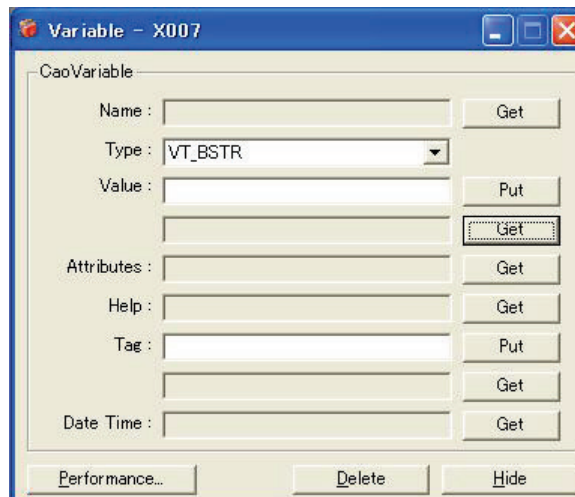 Variable - X007
CaoVariable
Name : Get
Type : VT_BSTR
Value : Put
Get
Attributes : Get
Help : Get
Tag : Put
Get
Date Time : Get
Performance... Delete Hide